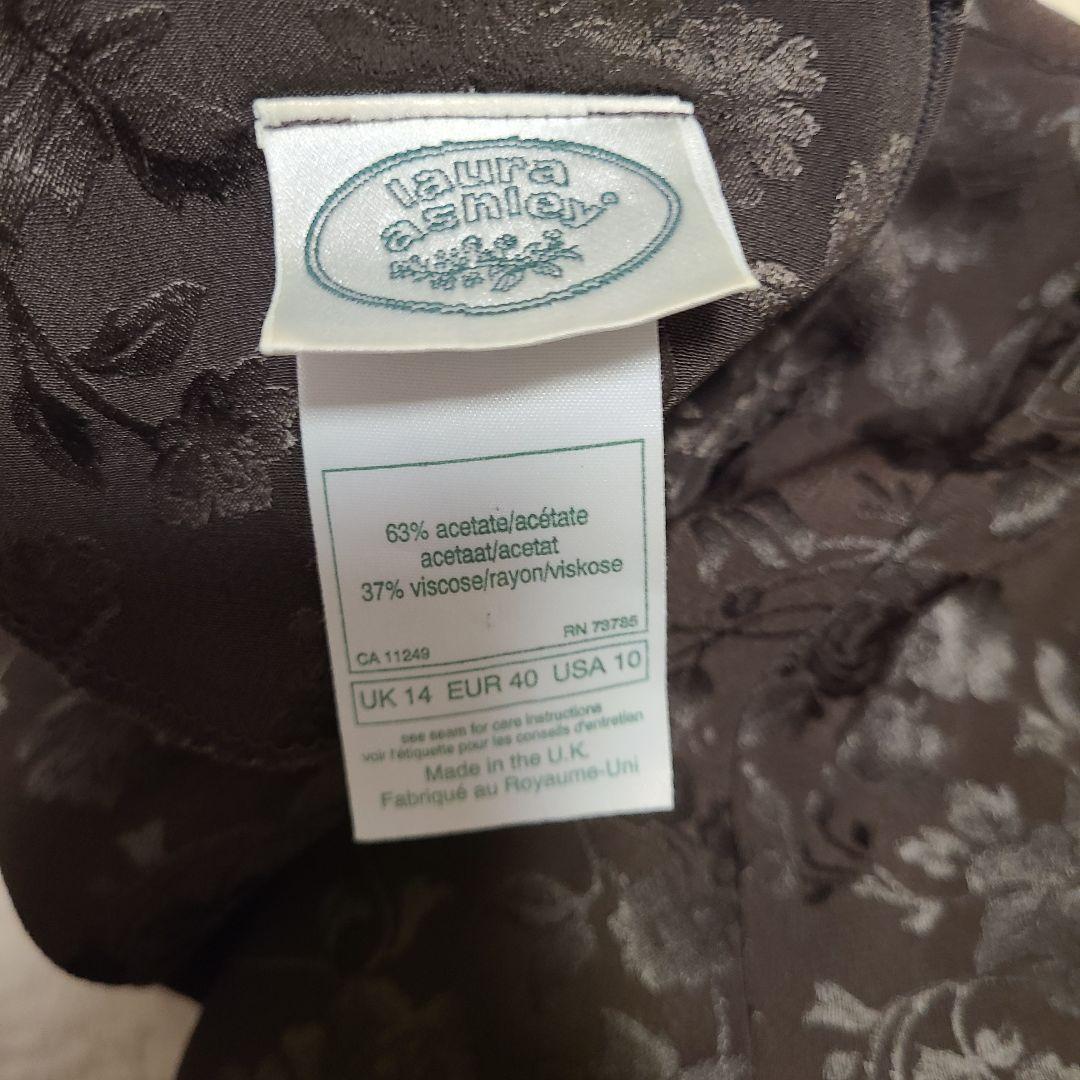 laura
ashley®
63% acetate/acétate
acetaat/acetat
37% viscose/rayon/viskose
RN 73785
CA 11249
UK 14 EUR 40 USA 10
see seam for care instructions
voir l'étiquette pour les conseils d'entretien
Made in the U.K.
Fabriqué au Royaume-Uni